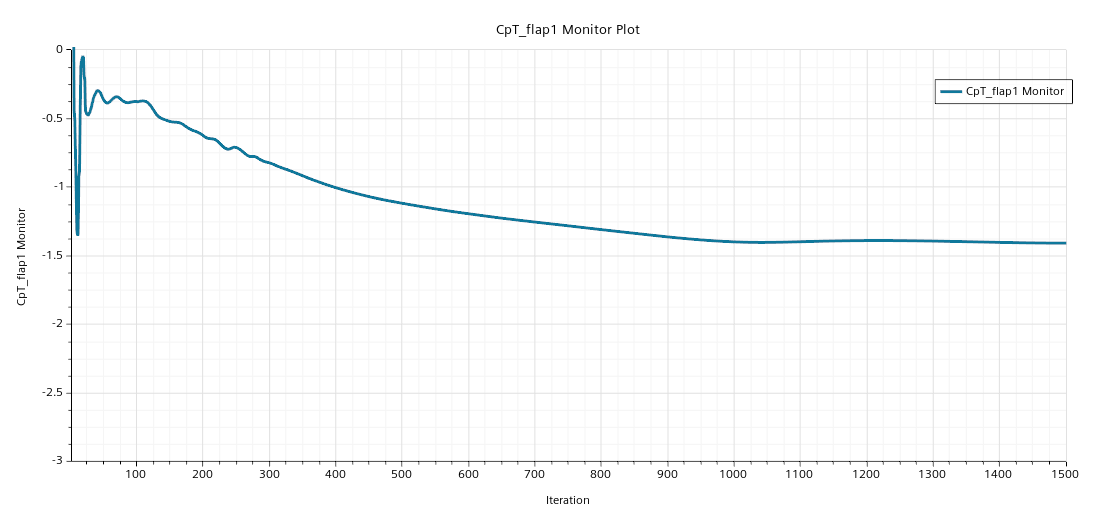 CpT_flap1 Monitor Plot
CpT_flap1 Monitor
0
-0.5
-1
-1.5
-2
-2.5
-3
CpT_flap1 Monitor
100 200 300 400 500 600 700 800 900 1000 1100 1200 1300 1400 1500
Iteration